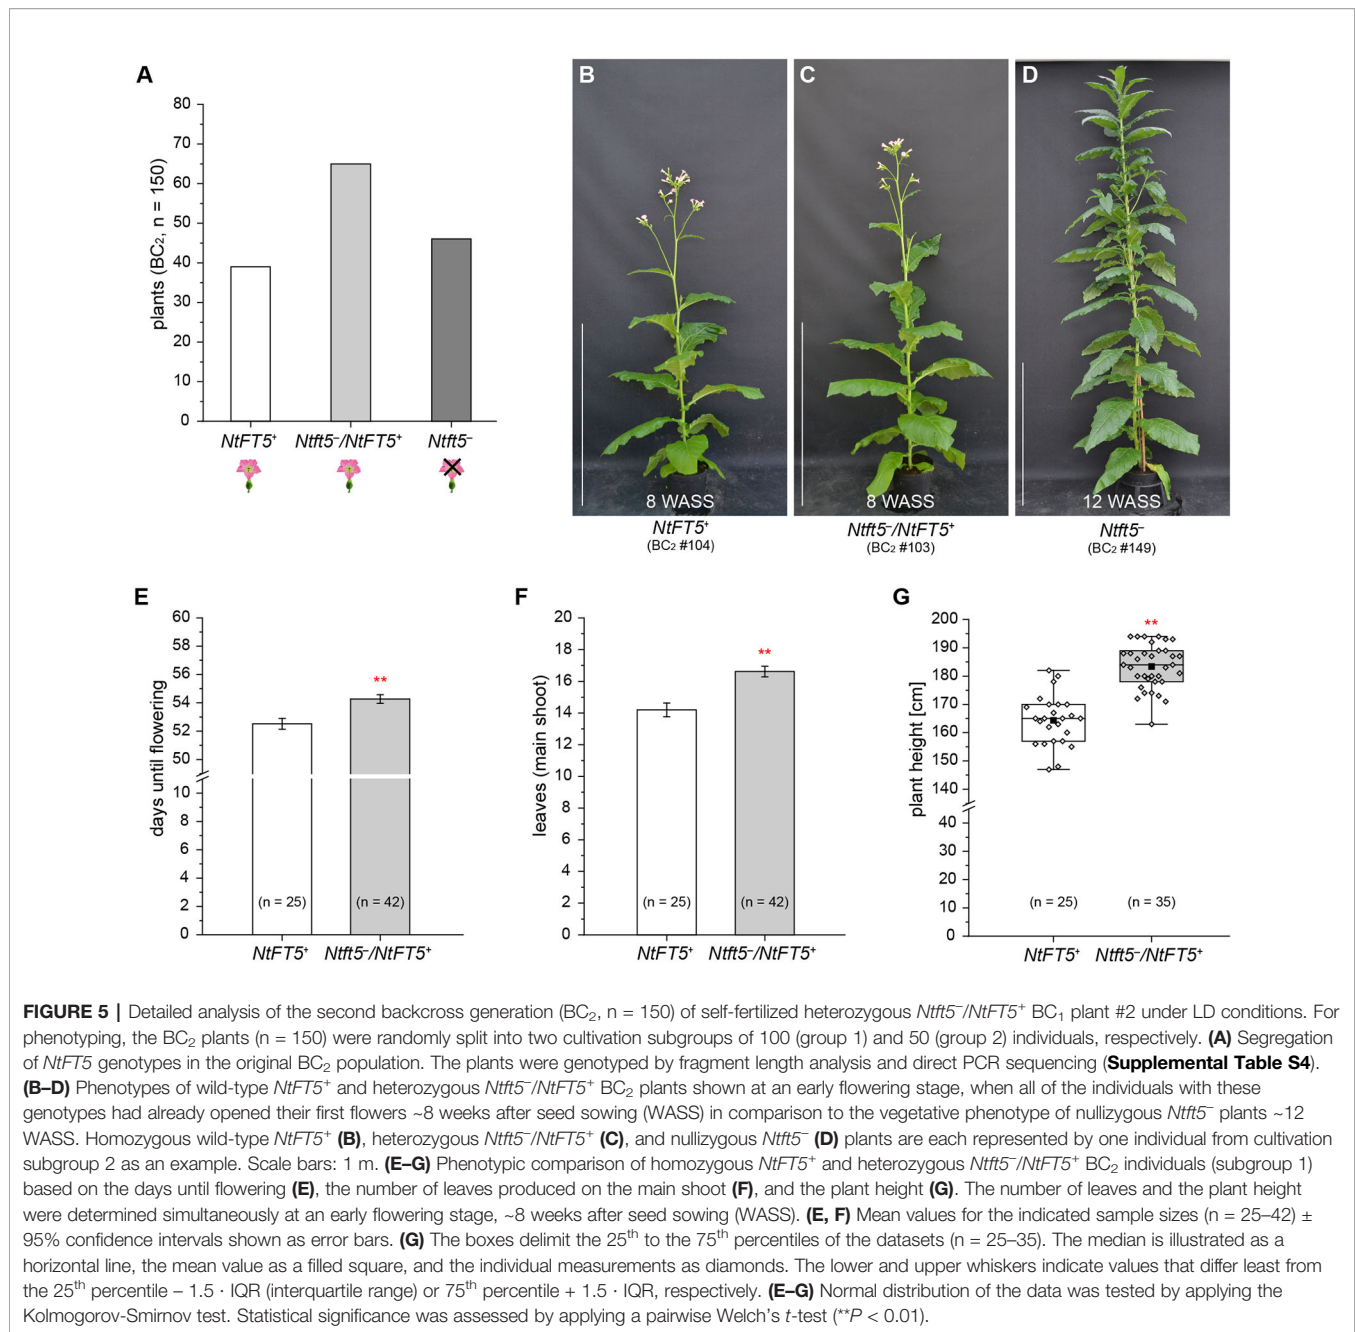 A
80
70
60
50
40
30
20
10
0
plants (BC₂, n = 150)
NtFT5⁺
Ntft5⁻/NtFT5⁺
Ntft5⁻
B
8 WASS
NtFT5⁺
(BC₂ #104)
C
8 WASS
Ntft5⁻/NtFT5⁺
(BC₂ #103)
D
12 WASS
Ntft5⁻
(BC₂ #149)
E
60
58
56
54
52
50
10
8
6
4
2
0
days until flowering
**
(n = 25)
(n = 42)
NtFT5⁺
Ntft5⁻/NtFT5⁺
F
20
18
16
14
12
10
8
6
4
2
0
leaves (main shoot)
**
(n = 25)
(n = 42)
NtFT5⁺
Ntft5⁻/NtFT5⁺
G
200
190
180
170
160
150
140
40
30
20
10
0
plant height [cm]
**
(n = 25)
(n = 35)
NtFT5⁺
Ntft5⁻/NtFT5⁺
FIGURE 5 | Detailed analysis of the second backcross generation (BC₂, n = 150) of self-fertilized heterozygous Ntft5⁻/NtFT5⁺ BC₁ plant #2 under LD conditions. For
phenotyping, the BC₂ plants (n = 150) were randomly split into two cultivation subgroups of 100 (group 1) and 50 (group 2) individuals, respectively. (A) Segregation
of NtFT5 genotypes in the original BC₂ population. The plants were genotyped by fragment length analysis and direct PCR sequencing (Supplemental Table S4).
(B–D) Phenotypes of wild-type NtFT5⁺ and heterozygous Ntft5⁻/NtFT5⁺ BC₂ plants shown at an early flowering stage, when all of the individuals with these
genotypes had already opened their first flowers ~8 weeks after seed sowing (WASS) in comparison to the vegetative phenotype of nullizygous Ntft5⁻ plants ~12
WASS. Homozygous wild-type NtFT5⁺ (B), heterozygous Ntft5⁻/NtFT5⁺ (C), and nullizygous Ntft5⁻ (D) plants are each represented by one individual from cultivation
subgroup 2 as an example. Scale bars: 1 m. (E–G) Phenotypic comparison of homozygous NtFT5⁺ and heterozygous Ntft5⁻/NtFT5⁺ BC₂ individuals (subgroup 1)
based on the days until flowering (E), the number of leaves produced on the main shoot (F), and the plant height (G). The number of leaves and the plant height
were determined simultaneously at an early flowering stage, ~8 weeks after seed sowing (WASS). (E, F) Mean values for the indicated sample sizes (n = 25–42) ±
95% confidence intervals shown as error bars. (G) The boxes delimit the 25th to the 75th percentiles of the datasets (n = 25–35). The median is illustrated as a
horizontal line, the mean value as a filled square, and the individual measurements as diamonds. The lower and upper whiskers indicate values that differ least from
the 25th percentile – 1.5 · IQR (interquartile range) or 75th percentile + 1.5 · IQR, respectively. (E–G) Normal distribution of the data was tested by applying the
Kolmogorov-Smirnov test. Statistical significance was assessed by applying a pairwise Welch's t-test (**P < 0.01).